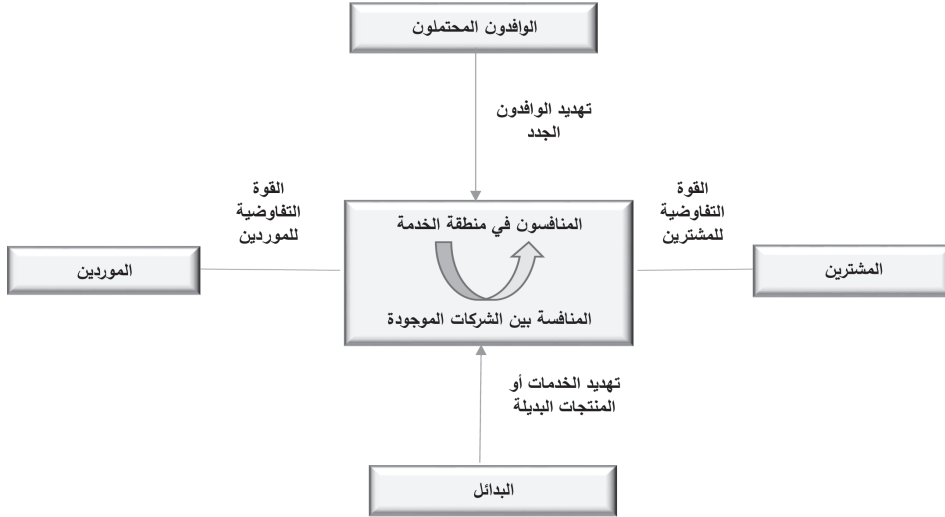 الوافدون المحتملون
تهديد الوافدون
الجدد
القوة
التفاوضية
للمشترين
القوة
التفاوضية
للموردين
المنافسون في منطقة الخدمة
المشترين
الموردين
المنافسة بين الشركات الموجودة
تهديد الخدمات أو
المنتجات البديلة
البدائل